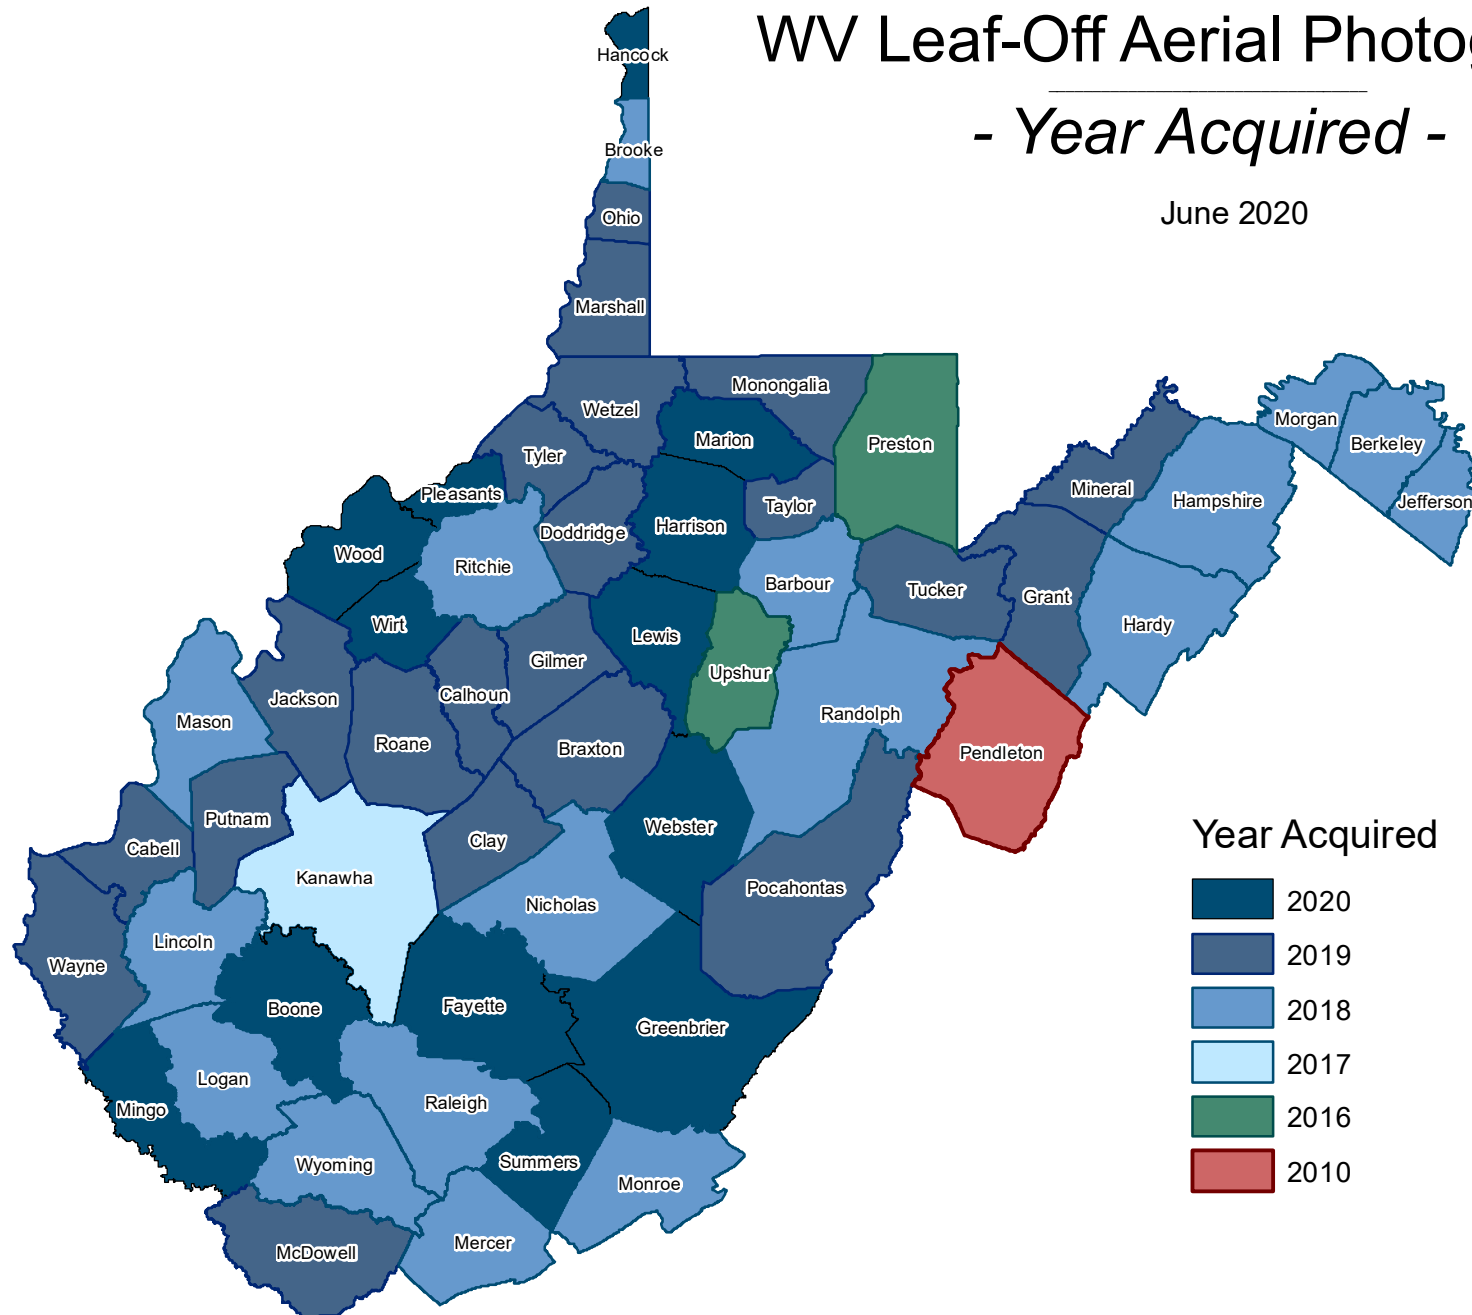 WV Leaf-Off Aerial Photog
- Year Acquired -
June 2020
Hancock
Brooke
Ohio
Marshall
Wetzel
Monongalia
Marion
Preston
Morgan
Berkeley
Jefferson
Tyler
Pleasants
Doddridge
Harrison
Taylor
Mineral
Hampshire
Wood
Ritchie
Barbour
Tucker
Grant
Hardy
Wirt
Lewis
Gilmer
Upshur
Calhoun
Jackson
Mason
Roane
Braxton
Randolph
Pendleton
Putnam
Cabell
Clay
Webster
Kanawha
Nicholas
Pocahontas
Lincoln
Wayne
Boone
Fayette
Greenbrier
Logan
Mingo
Raleigh
Wyoming
Summers
Monroe
McDowell
Mercer
Year Acquired
2020
2019
2018
2017
2016
2010